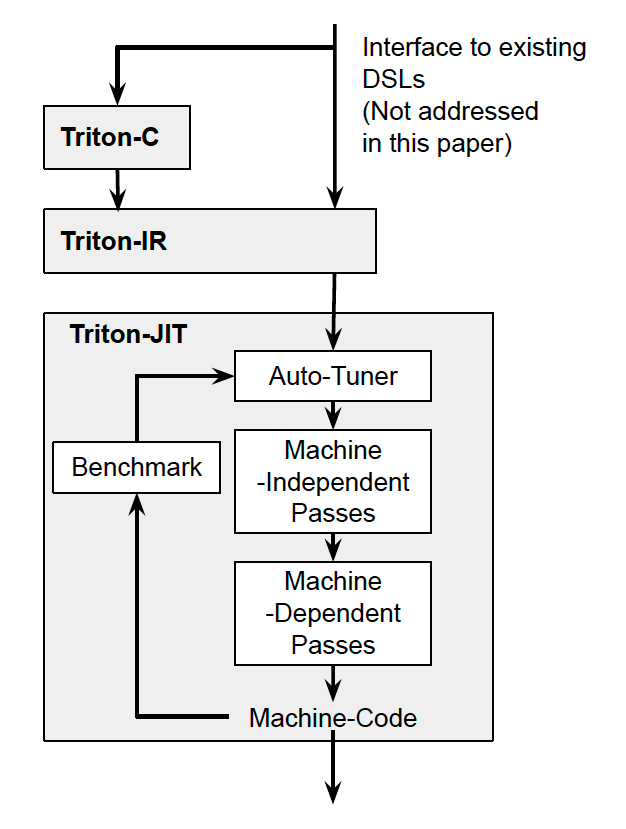 Interface to existing
DSLs
(Not addressed
in this paper)
Triton-C
Triton-IR
Triton-JIT
Auto-Tuner
Benchmark
Machine
-Independent
Passes
Machine
-Dependent
Passes
Machine-Code